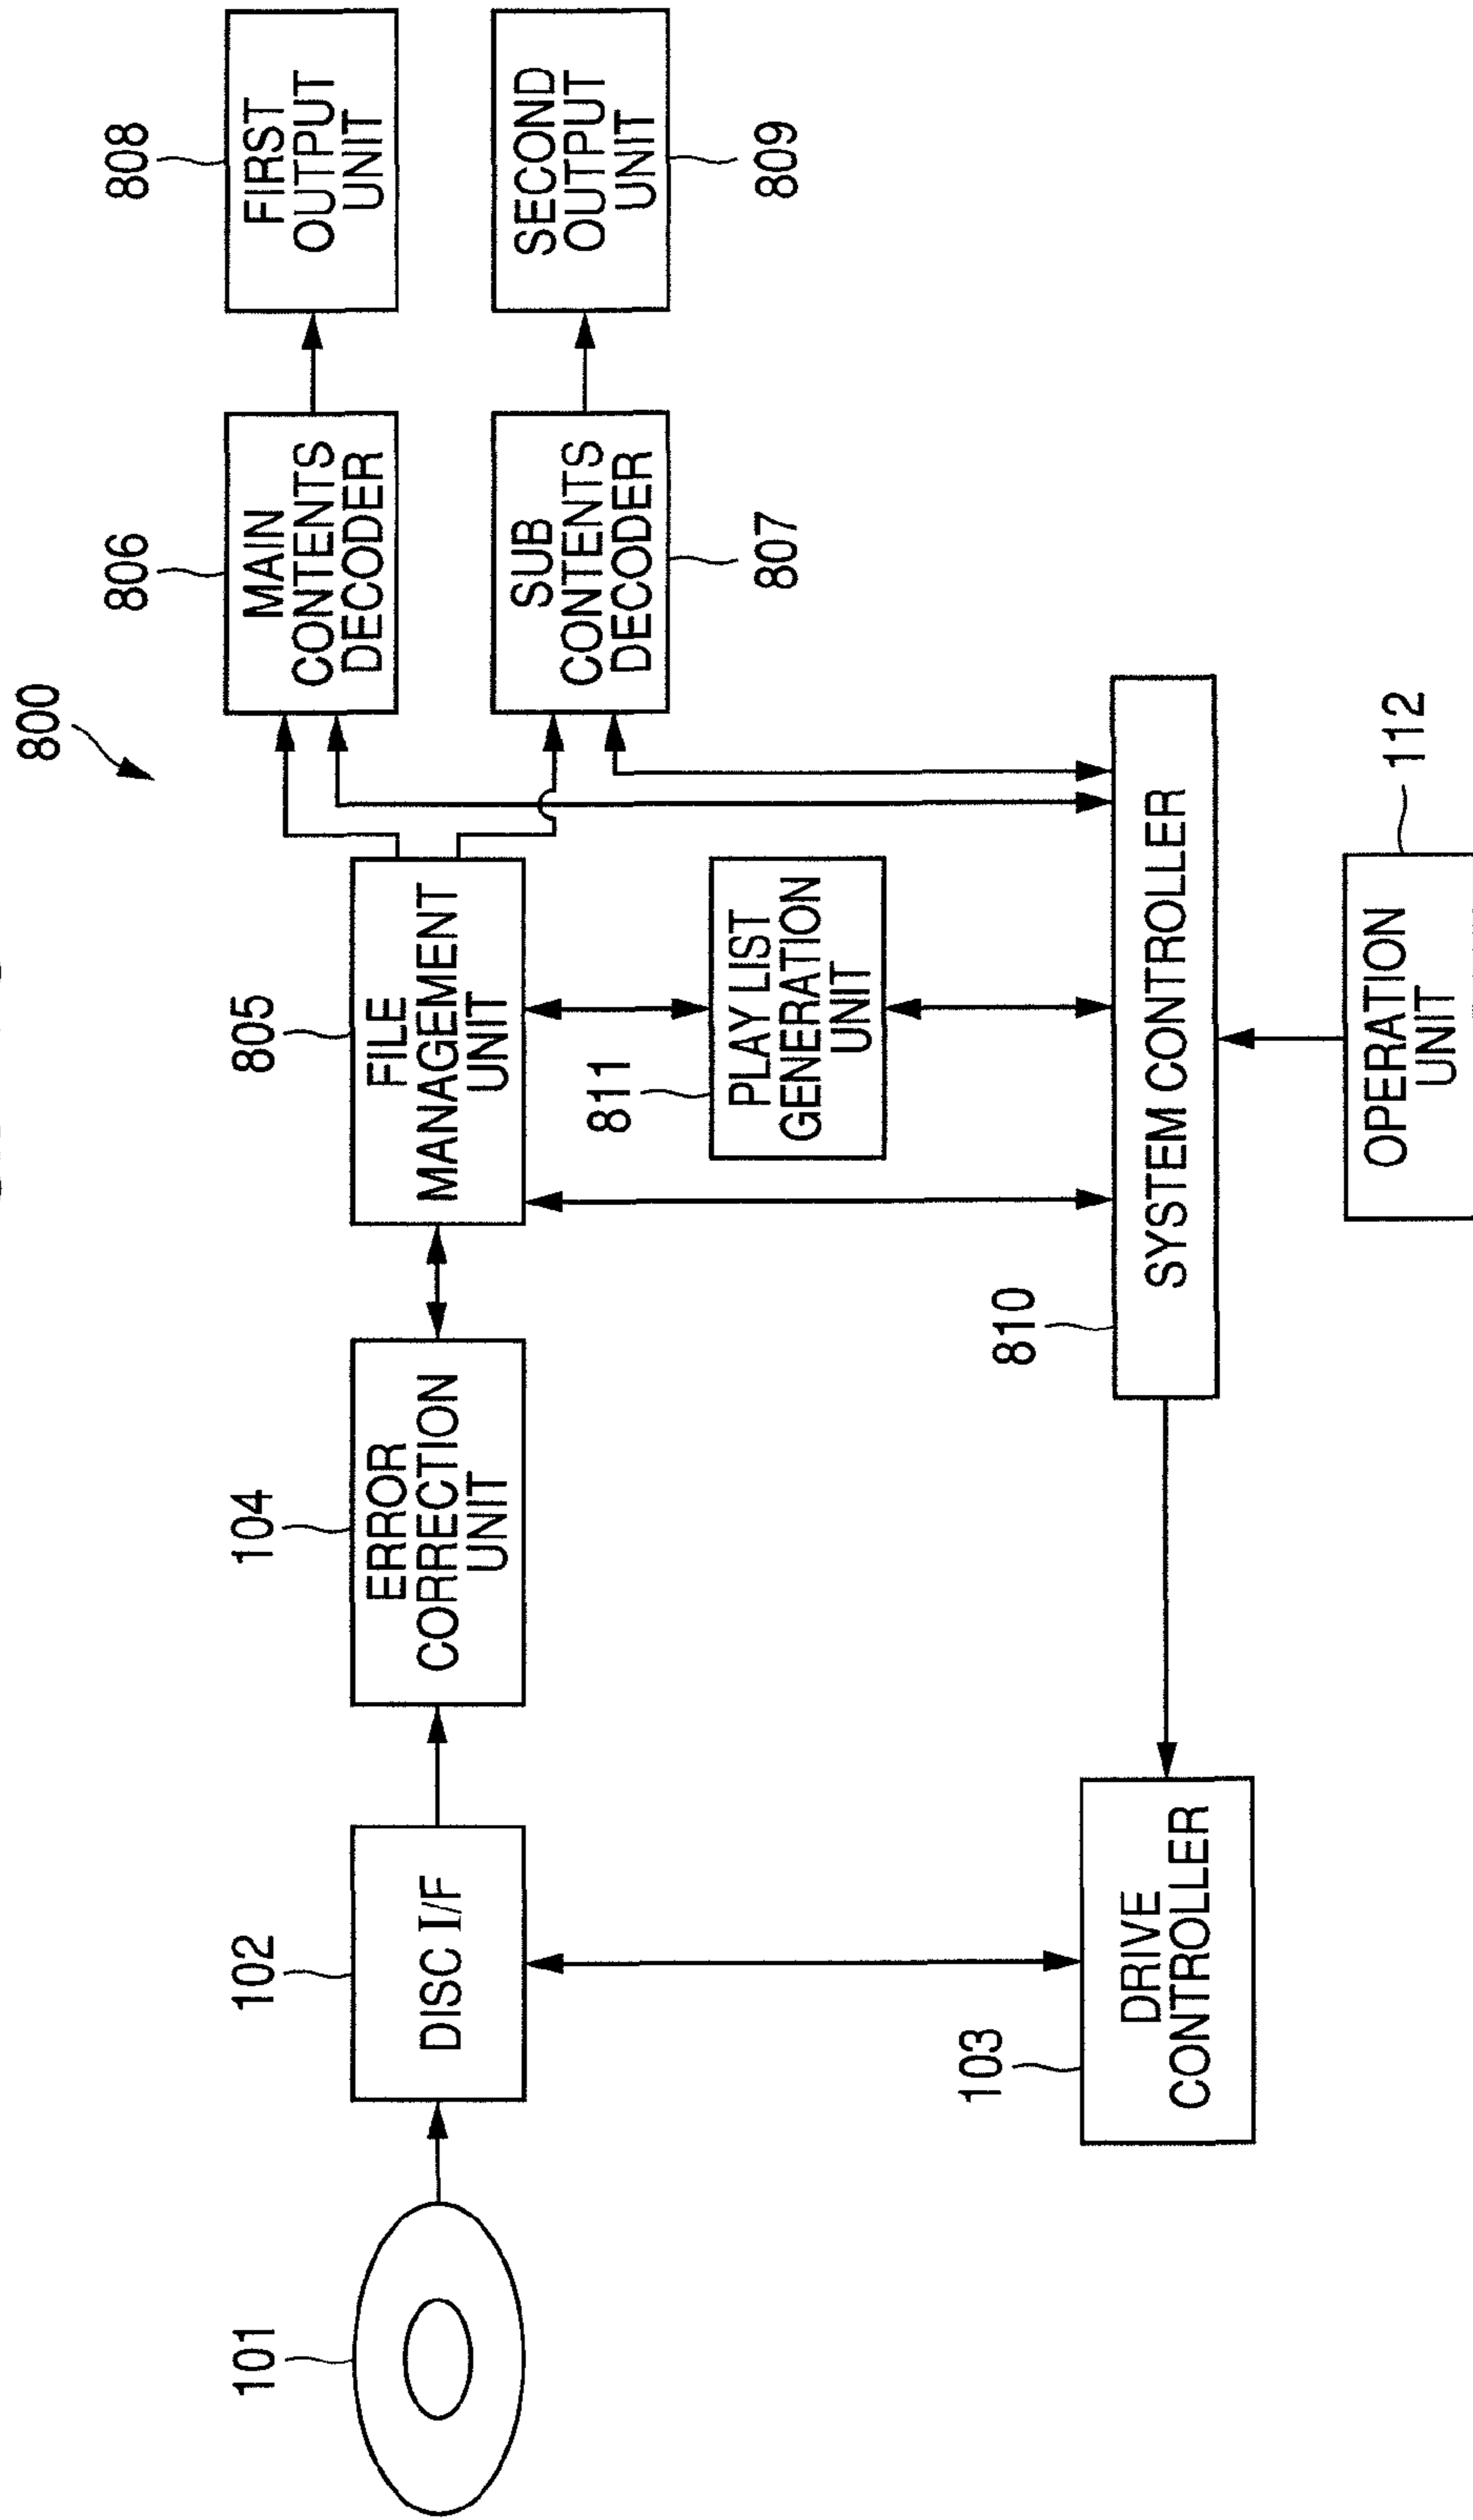 800
808
FIRST
OUTPUT
UNIT
806
MAIN
CONTENTS
DECODER
SECOND
OUTPUT
UNIT
809
SUB
CONTENTS
DECODER
807
805
FILE
MANAGEMENT
UNIT
104
ERROR
CORRECTION
UNIT
102
DISC I/F
101
811
PLAY LIST
GENERATION
UNIT
810
SYSTEM CONTROLLER
103
DRIVE
CONTROLLER
112
OPERATION
UNIT